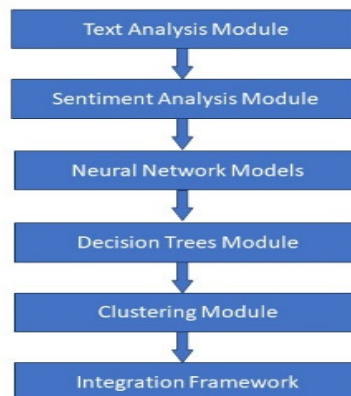 Text Analysis Module
Sentiment Analysis Module
Neural Network Models
Decision Trees Module
Clustering Module
Integration Framework